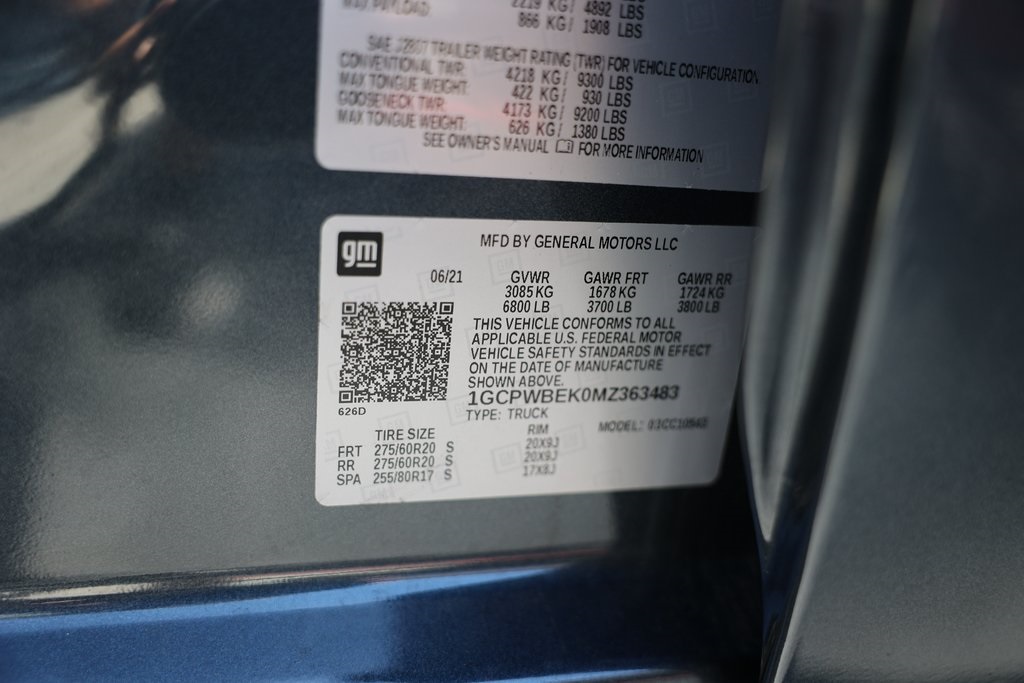 MAX PAYLOAD 2219 KG / 4892 LBS
866 KG / 1908 LBS
SAE J2807 TRAILER WEIGHT RATING (TWR) FOR VEHICLE CONFIGURATION
CONVENTIONAL TWR: 4218 KG / 9300 LBS
MAX TONGUE WEIGHT: 422 KG / 930 LBS
GOOSENECK TWR: 4173 KG / 9200 LBS
MAX TONGUE WEIGHT: 626 KG / 1380 LBS
SEE OWNER'S MANUAL FOR MORE INFORMATION
gm
MFD BY GENERAL MOTORS LLC
06/21 GVWR GAWR FRT GAWR RR
3085 KG 1678 KG 1724 KG
6800 LB 3700 LB 3800 LB
THIS VEHICLE CONFORMS TO ALL
APPLICABLE U.S. FEDERAL MOTOR
VEHICLE SAFETY STANDARDS IN EFFECT
ON THE DATE OF MANUFACTURE
SHOWN ABOVE.
626D
1GCPWBEK0MZ363483
TYPE: TRUCK
MODEL:
TIRE SIZE RIM
FRT 275/60R20 S 20X9J
RR 275/60R20 S 20X9J
SPA 255/80R17 S 17X8J